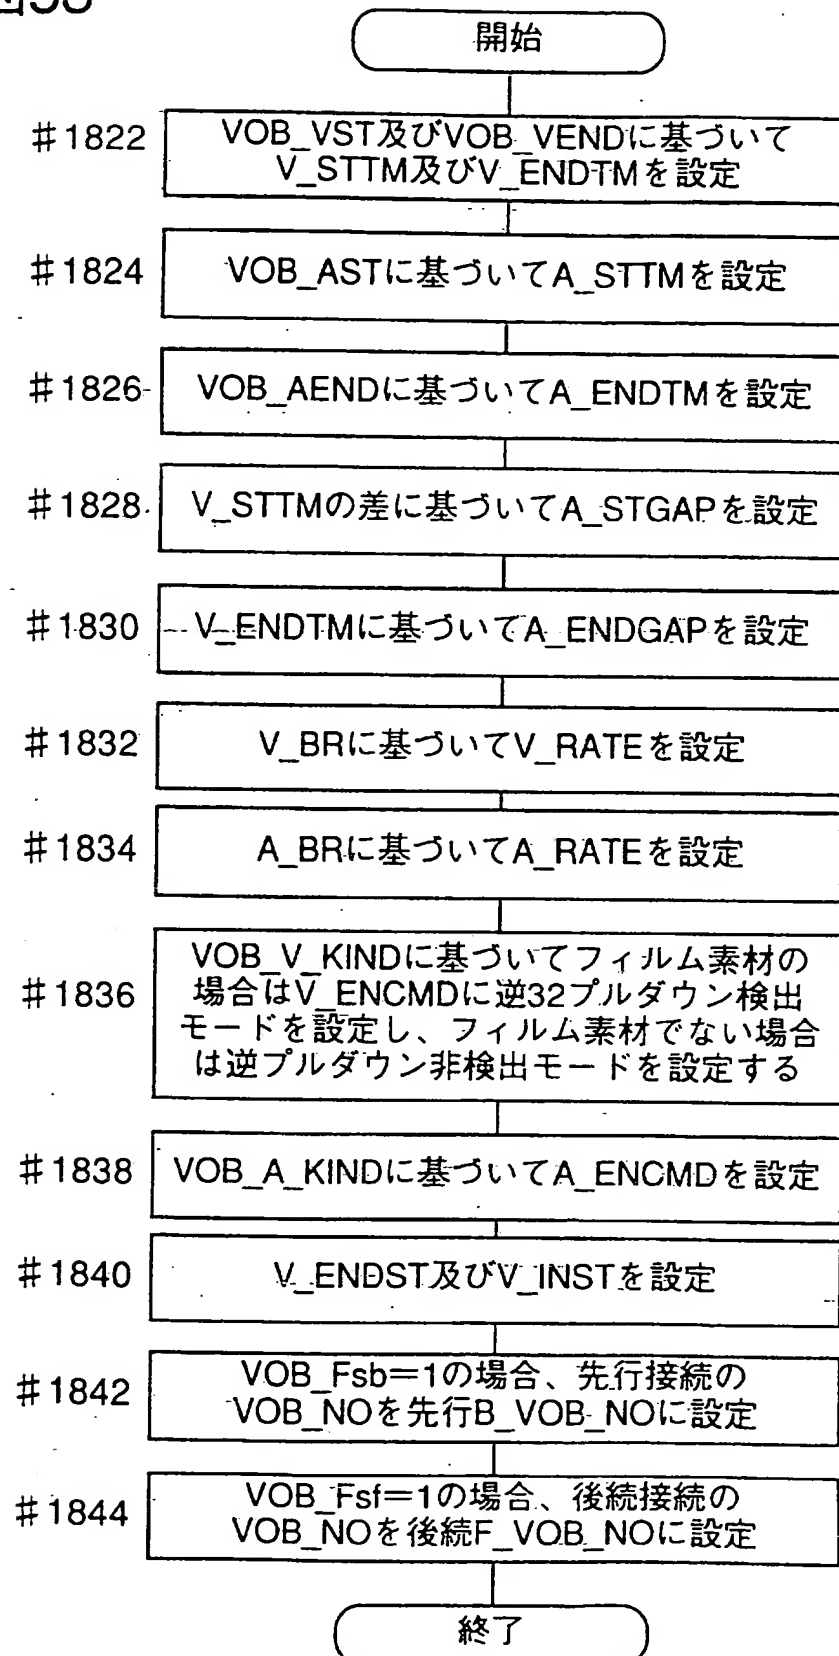 開始
#1822
VOB_VST及びVOB_VENDに基づいて
V_STTM及びV_ENDTMを設定
#1824
VOB_ASTに基づいてA_STTMを設定
#1826
VOB_AENDに基づいてA_ENDTMを設定
#1828
V_STTMの差に基づいてA_STGAPを設定
#1830
V_ENDTMに基づいてA_ENDGAPを設定
#1832
V_BRに基づいてV_RATEを設定
#1834
A_BRに基づいてA_RATEを設定
#1836
VOB_V_KINDに基づいてフィルム素材の
場合はV_ENCMDに逆32プルダウン検出
モードを設定し、フィルム素材でない場合
は逆プルダウン非検出モードを設定する
#1838
VOB_A_KINDに基づいてA_ENCMDを設定
#1840
V_ENDST及びV_INSTを設定
#1842
VOB_Fsb=1の場合、先行接続の
VOB_NOを先行B_VOB_NOに設定
#1844
VOB_Fsf=1の場合、後続接続の
VOB_NOを後続F_VOB_NOに設定
終了